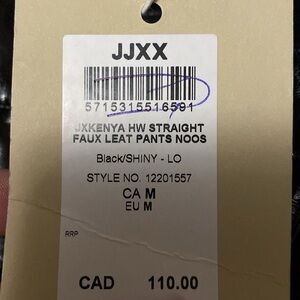 JJXX
5715315516591
JXKENYA HW STRAIGHT
FAUX LEAT PANTS NOOS
Black/SHINY - LO
STYLE NO. 12201557
CA M
EU M
RRP
CAD 110.00